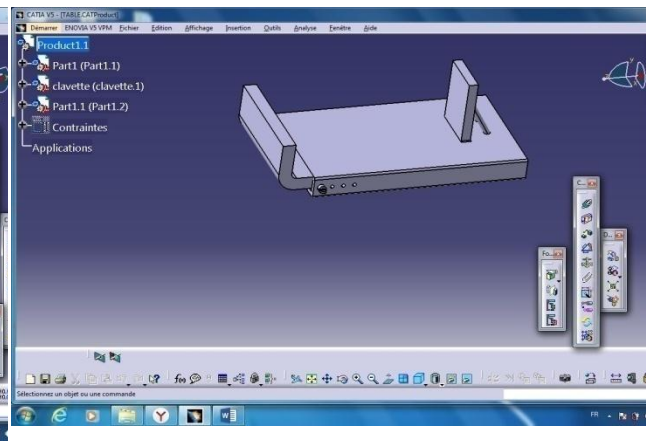 CATIA V5 - [TABLE.CATProduct]
Démarrer ENOVIA V5 VPM Fichier Edition Affichage Insertion Outils Analyse Fenêtre Aide
Product1.1
Part1 (Part1.1)
clavette (clavette.1)
Part1.1 (Part1.2)
Contraintes
Applications
C...
D...
Fo...
Sélectionnez un objet ou une commande
FR